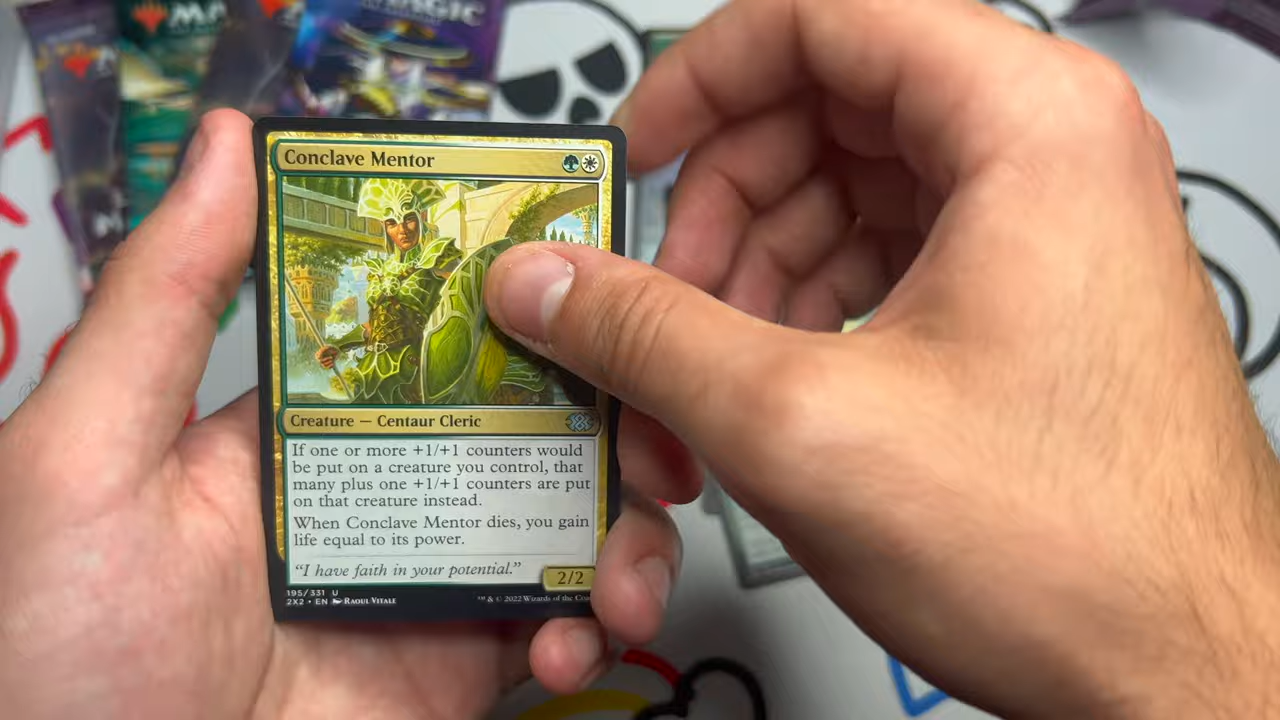 MAGIC
Conclave Mentor
Creature — Centaur Cleric
If one or more +1/+1 counters would
be put on a creature you control, that
many plus one +1/+1 counters are put
on that creature instead.
When Conclave Mentor dies, you gain
life equal to its power.
"I have faith in your potential."
2/2
195/331 U
2X2 • EN Raoul Vitale
™ & © 2022 Wizards of the